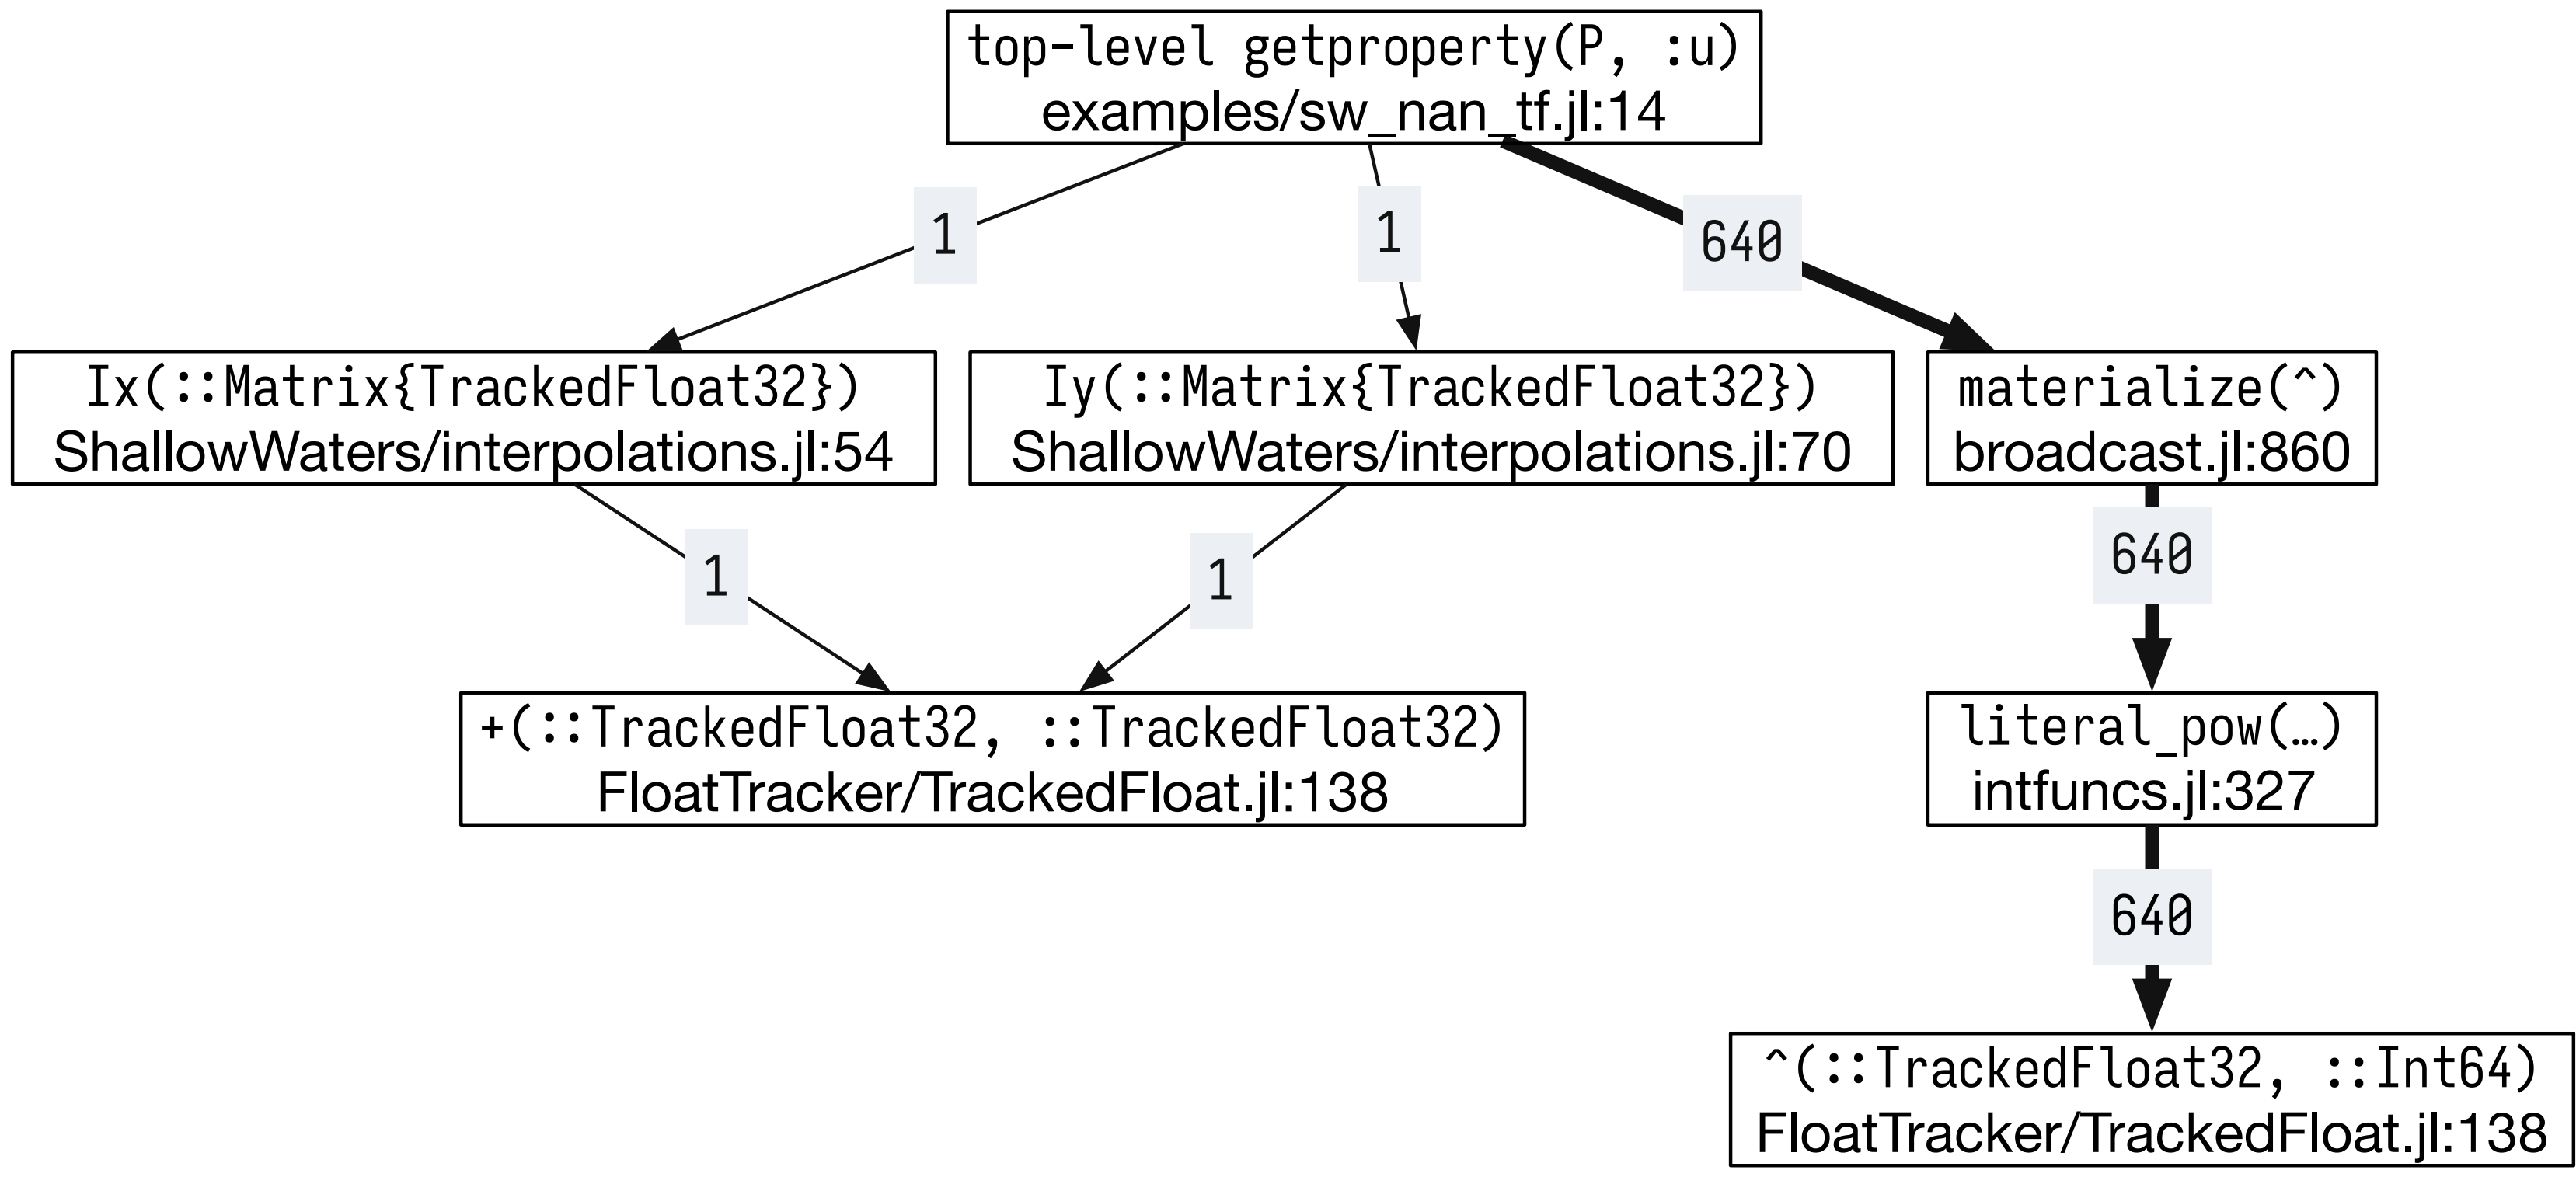 top-level getproperty(P, :u)
examples/sw_nan_tf.jl:14
1
1
640
Ix(::Matrix{TrackedFloat32})
ShallowWaters/interpolations.jl:54
Iy(::Matrix{TrackedFloat32})
ShallowWaters/interpolations.jl:70
materialize(^)
broadcast.jl:860
1
1
640
+(::TrackedFloat32, ::TrackedFloat32)
FloatTracker/TrackedFloat.jl:138
literal_pow(…)
intfuncs.jl:327
640
^(::TrackedFloat32, ::Int64)
FloatTracker/TrackedFloat.jl:138